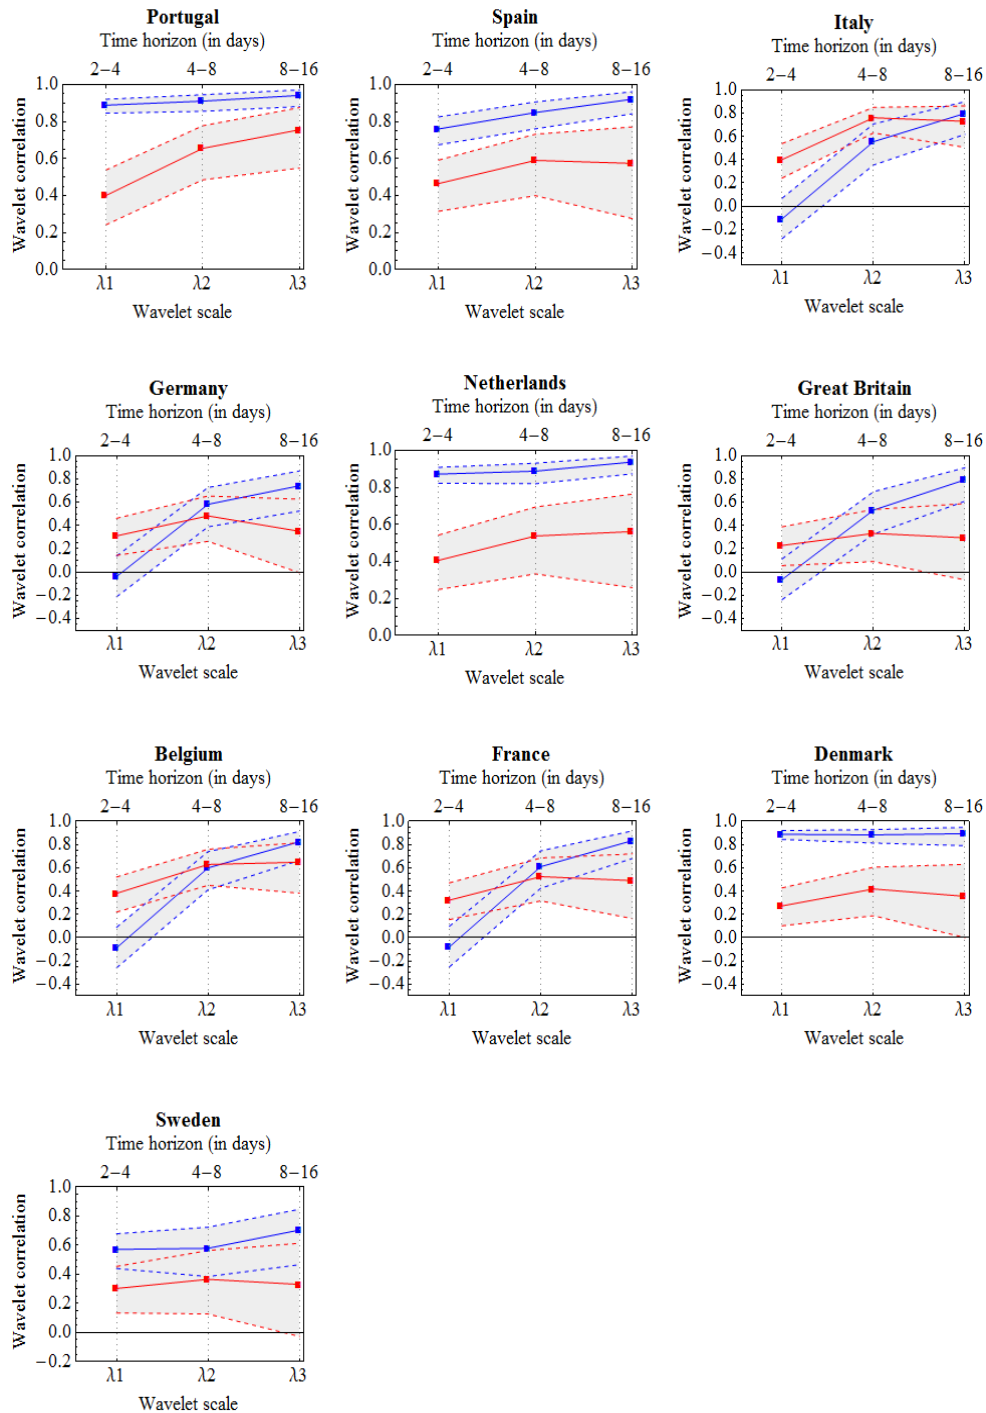 Portugal
Time horizon (in days)
2–4 4–8 8–16
1.0
0.8
0.6
0.4
0.2
0.0
Wavelet correlation
λ1 λ2 λ3
Wavelet scale
Spain
Time horizon (in days)
2–4 4–8 8–16
1.0
0.8
0.6
0.4
0.2
0.0
Wavelet correlation
λ1 λ2 λ3
Wavelet scale
Italy
Time horizon (in days)
2–4 4–8 8–16
1.0
0.8
0.6
0.4
0.2
0.0
−0.2
−0.4
Wavelet correlation
λ1 λ2 λ3
Wavelet scale
Germany
Time horizon (in days)
2–4 4–8 8–16
1.0
0.8
0.6
0.4
0.2
0.0
−0.2
−0.4
Wavelet correlation
λ1 λ2 λ3
Wavelet scale
Netherlands
Time horizon (in days)
2–4 4–8 8–16
1.0
0.8
0.6
0.4
0.2
0.0
Wavelet correlation
λ1 λ2 λ3
Wavelet scale
Great Britain
Time horizon (in days)
2–4 4–8 8–16
1.0
0.8
0.6
0.4
0.2
0.0
−0.2
−0.4
Wavelet correlation
λ1 λ2 λ3
Wavelet scale
Belgium
Time horizon (in days)
2–4 4–8 8–16
1.0
0.8
0.6
0.4
0.2
0.0
−0.2
−0.4
Wavelet correlation
λ1 λ2 λ3
Wavelet scale
France
Time horizon (in days)
2–4 4–8 8–16
1.0
0.8
0.6
0.4
0.2
0.0
−0.2
−0.4
Wavelet correlation
λ1 λ2 λ3
Wavelet scale
Denmark
Time horizon (in days)
2–4 4–8 8–16
1.0
0.8
0.6
0.4
0.2
0.0
−0.2
−0.4
Wavelet correlation
λ1 λ2 λ3
Wavelet scale
Sweden
Time horizon (in days)
2–4 4–8 8–16
1.0
0.8
0.6
0.4
0.2
0.0
−0.2
Wavelet correlation
λ1 λ2 λ3
Wavelet scale